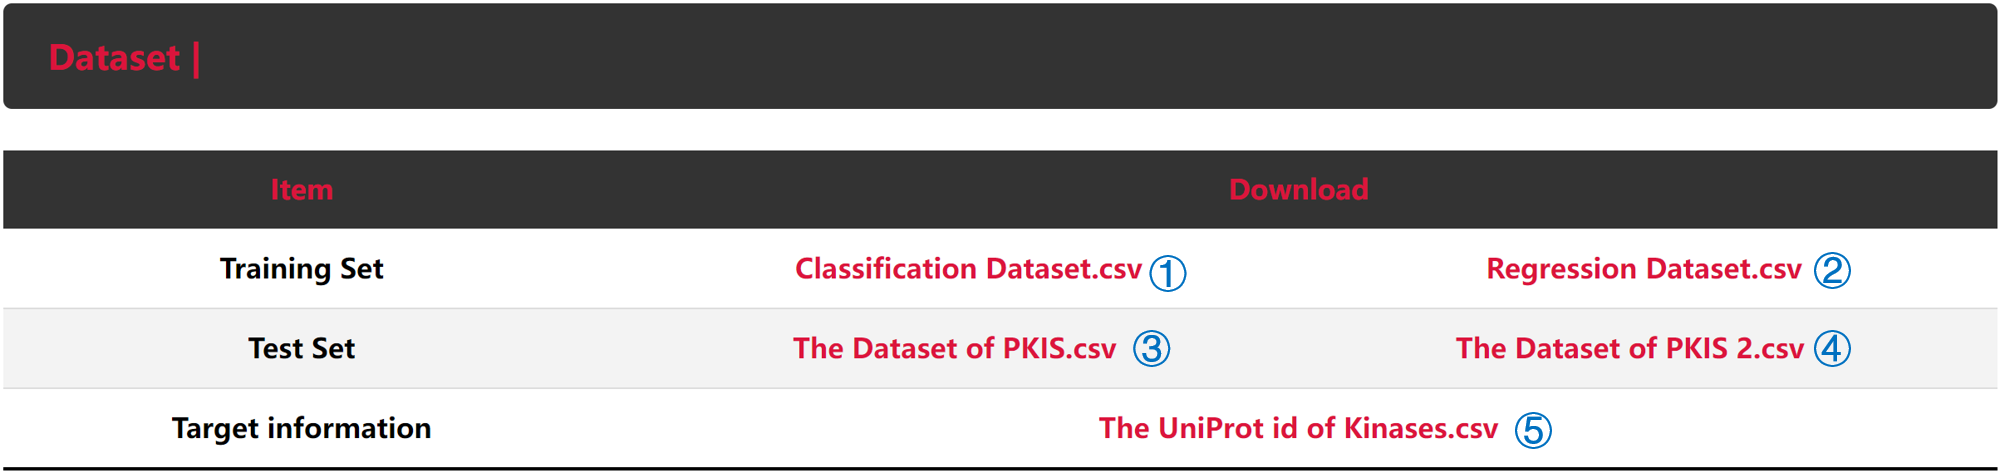 Dataset |
Item Download
Training Set Classification Dataset.csv ① Regression Dataset.csv ②
Test Set The Dataset of PKIS.csv ③ The Dataset of PKIS 2.csv ④
Target information The UniProt id of Kinases.csv ⑤